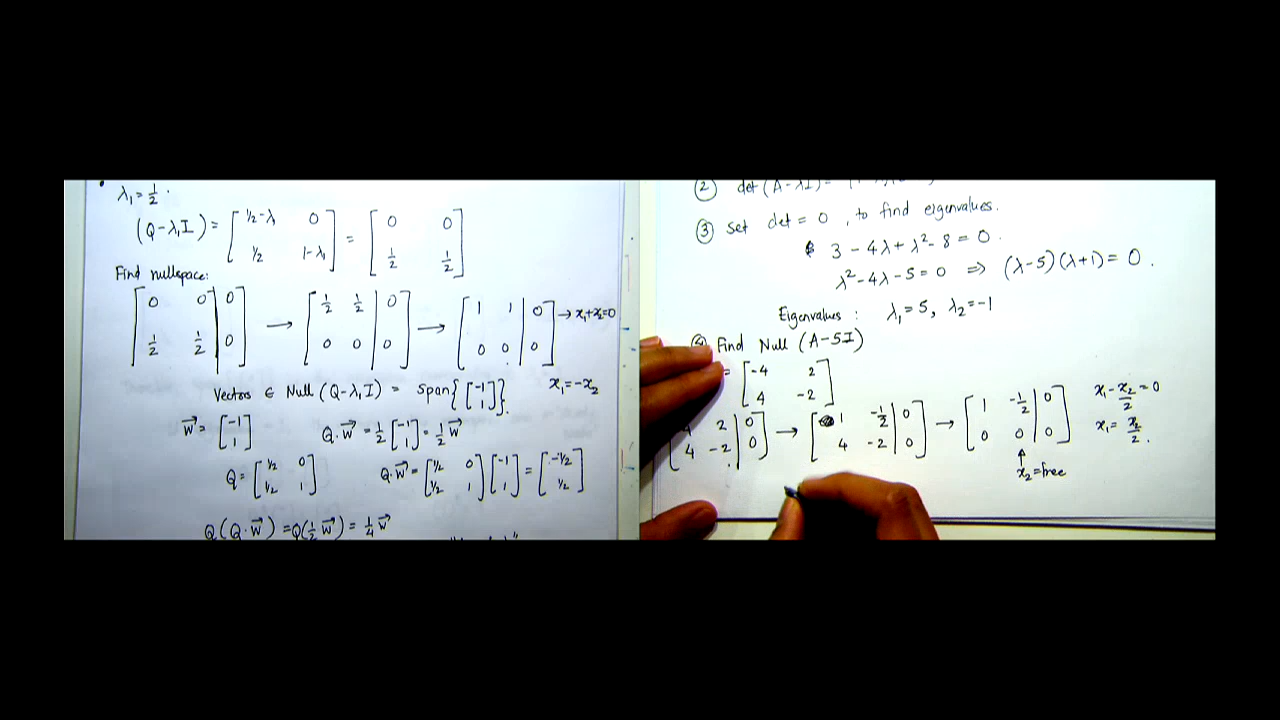 λ₁ = 1/2 .
(Q-λ₁I) = [1/2-λ 0; 1/2 1-λ₁] = [0 0; 1/2 1/2]
Find nullspace:
[0 0 | 0; 1/2 1/2 | 0] → [1/2 1/2 | 0; 0 0 | 0] → [1 1 | 0; 0 0 | 0] → x₁+x₂=0
Vectors ∈ Null (Q-λ₁I) = span{[-1; 1]}. x₁=-x₂
w⃗ = [-1; 1] Q·w⃗ = 1/2 [-1; 1] = 1/2 w⃗
Q = [1/2 0; 1/2 1] Q·w⃗ = [1/2 0; 1/2 1] [-1; 1] = [-1/2; 1/2]
Q(Q·w⃗) = Q(1/2 w⃗) = 1/4 w⃗
② det(A-λI) =
③ Set det = 0 , to find eigenvalues.
3 - 4λ + λ² - 8 = 0 .
λ² - 4λ - 5 = 0 ⇒ (λ-5)(λ+1) = 0 .
Eigenvalues : λ₁ = 5, λ₂ = -1
Find Null (A-5I)
= [-4 2; 4 -2]
2 | 0; 4 -2 | 0] → [1 -1/2 | 0; 4 -2 | 0] → [1 -1/2 | 0; 0 0 | 0] x₁ - x₂/2 = 0
x₁ = x₂/2 .
↑
x₂ = free